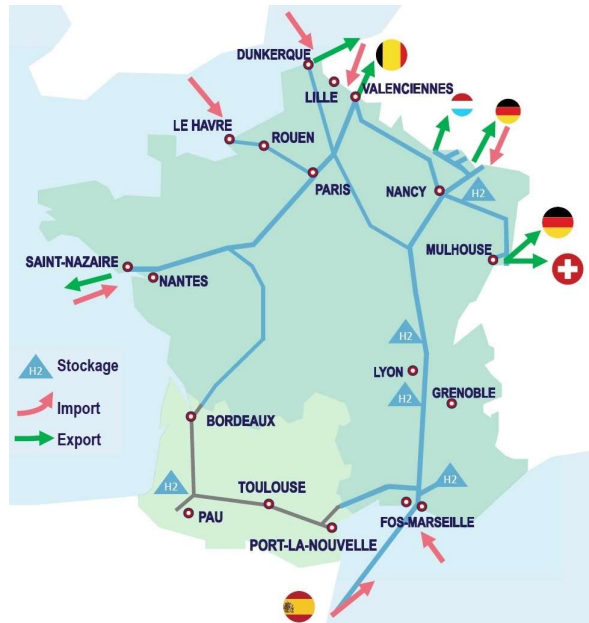 DUNKERQUE
LILLE
VALENCIENNES
LE HAVRE
ROUEN
PARIS
NANCY
H2
MULHOUSE
SAINT-NAZAIRE
NANTES
H2
Stockage
Import
Export
H2
LYON
H2
GRENOBLE
BORDEAUX
H2
H2
TOULOUSE
PAU
FOS-MARSEILLE
PORT-LA-NOUVELLE